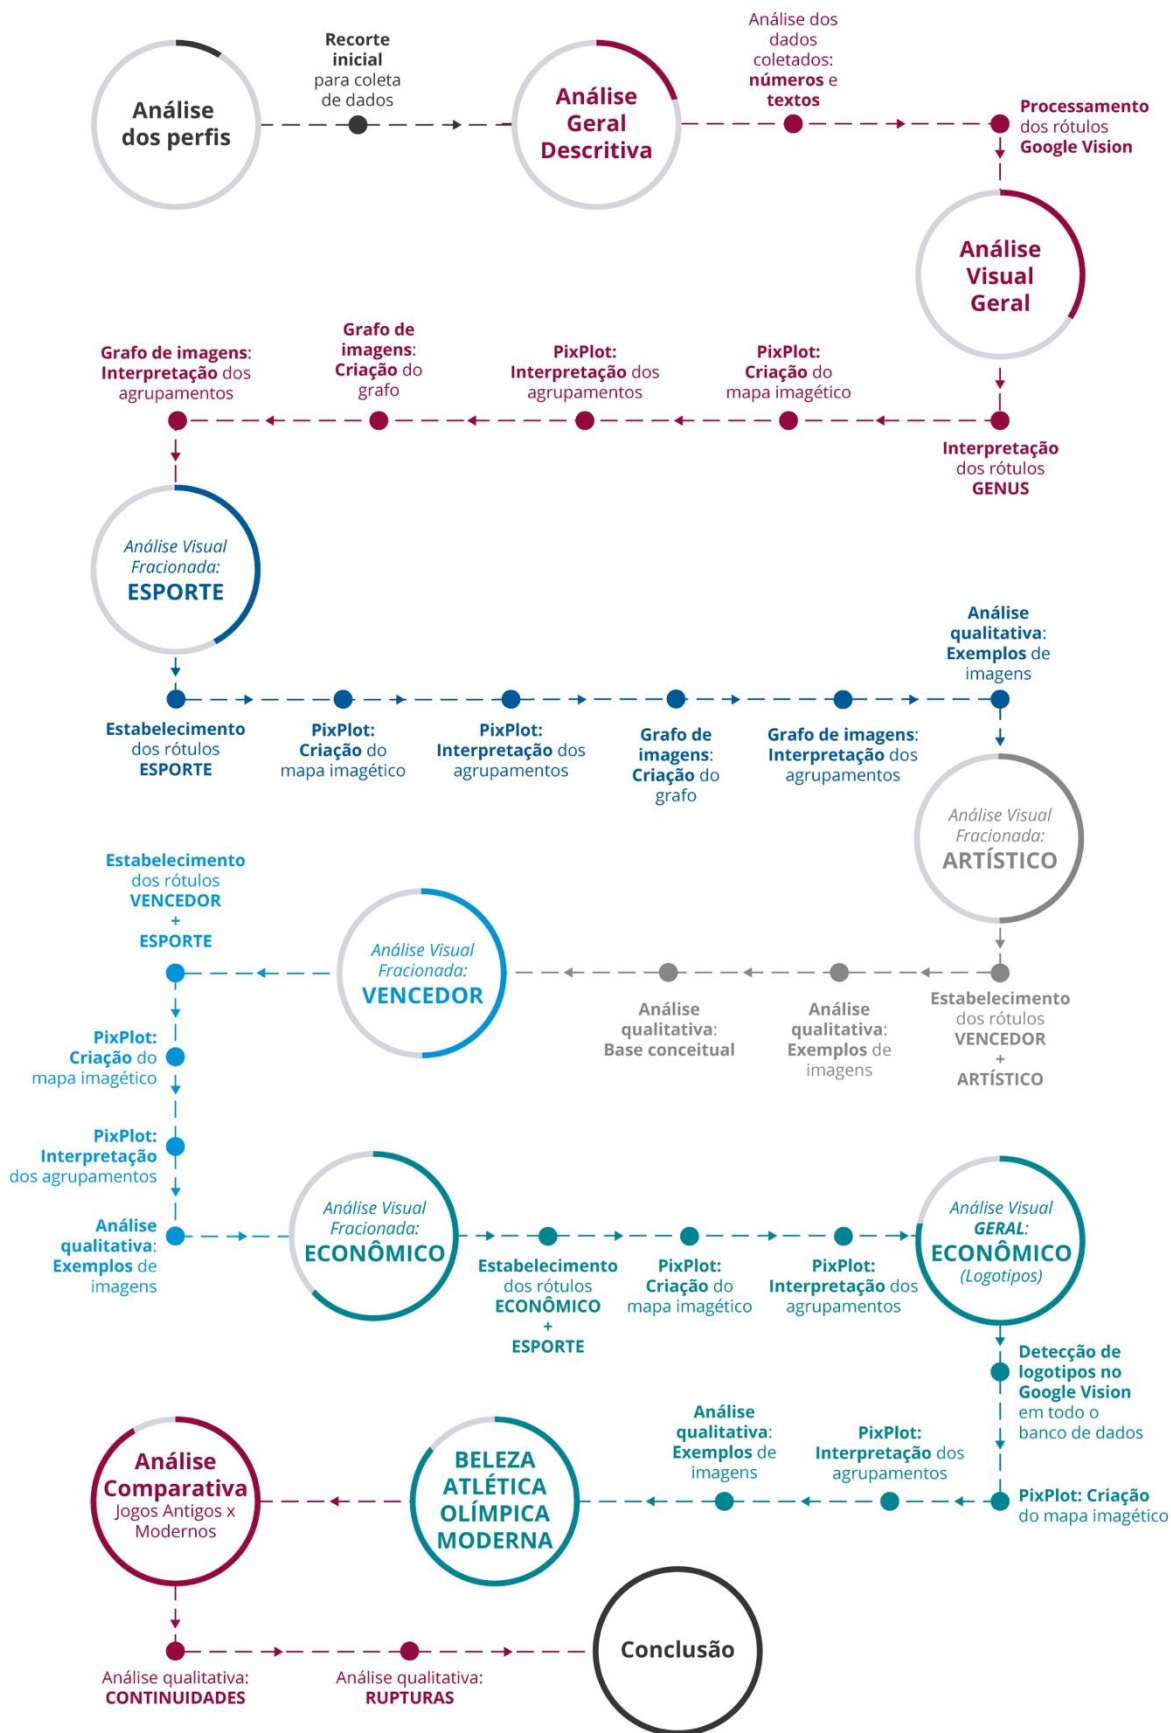 Análise
dos perfis
Recorte
inicial
para coleta
de dados
Análise
Geral
Descritiva
Análise dos
dados
coletados:
números e
textos
Processamento
dos rótulos
Google Vision
Análise
Visual
Geral
Interpretação
dos rótulos
GENUS
PixPlot:
Criação do
mapa imagético
PixPlot:
Interpretação dos
agrupamentos
Grafo de
imagens:
Criação do
grafo
Grafo de imagens:
Interpretação dos
agrupamentos
Análise Visual
Fracionada:
ESPORTE
Estabelecimento
dos rótulos
ESPORTE
PixPlot:
Criação do
mapa imagético
PixPlot:
Interpretação dos
agrupamentos
Grafo de
imagens:
Criação do
grafo
Grafo de imagens:
Interpretação dos
agrupamentos
Análise
qualitativa:
Exemplos de
imagens
Análise Visual
Fracionada:
ARTÍSTICO
Estabelecimento
dos rótulos
VENCEDOR
+
ARTÍSTICO
Análise
qualitativa:
Exemplos de
imagens
Análise
qualitativa:
Base conceitual
Análise Visual
Fracionada:
VENCEDOR
Estabelecimento
dos rótulos
VENCEDOR
+
ESPORTE
PixPlot:
Criação do
mapa imagético
PixPlot:
Interpretação
dos agrupamentos
Análise
qualitativa:
Exemplos de
imagens
Análise Visual
Fracionada:
ECONÔMICO
Estabelecimento
dos rótulos
ECONÔMICO
+
ESPORTE
PixPlot:
Criação do
mapa imagético
PixPlot:
Interpretação dos
agrupamentos
Análise Visual
GERAL:
ECONÔMICO
(Logotipos)
Detecção de
logotipos no
Google Vision
em todo o
banco de dados
PixPlot: Criação
do mapa imagético
PixPlot:
Interpretação dos
agrupamentos
Análise
qualitativa:
Exemplos de
imagens
BELEZA
ATLÉTICA
OLÍMPICA
MODERNA
Análise
Comparativa
Jogos Antigos x
Modernos
Análise qualitativa:
CONTINUIDADES
Análise qualitativa:
RUPTURAS
Conclusão